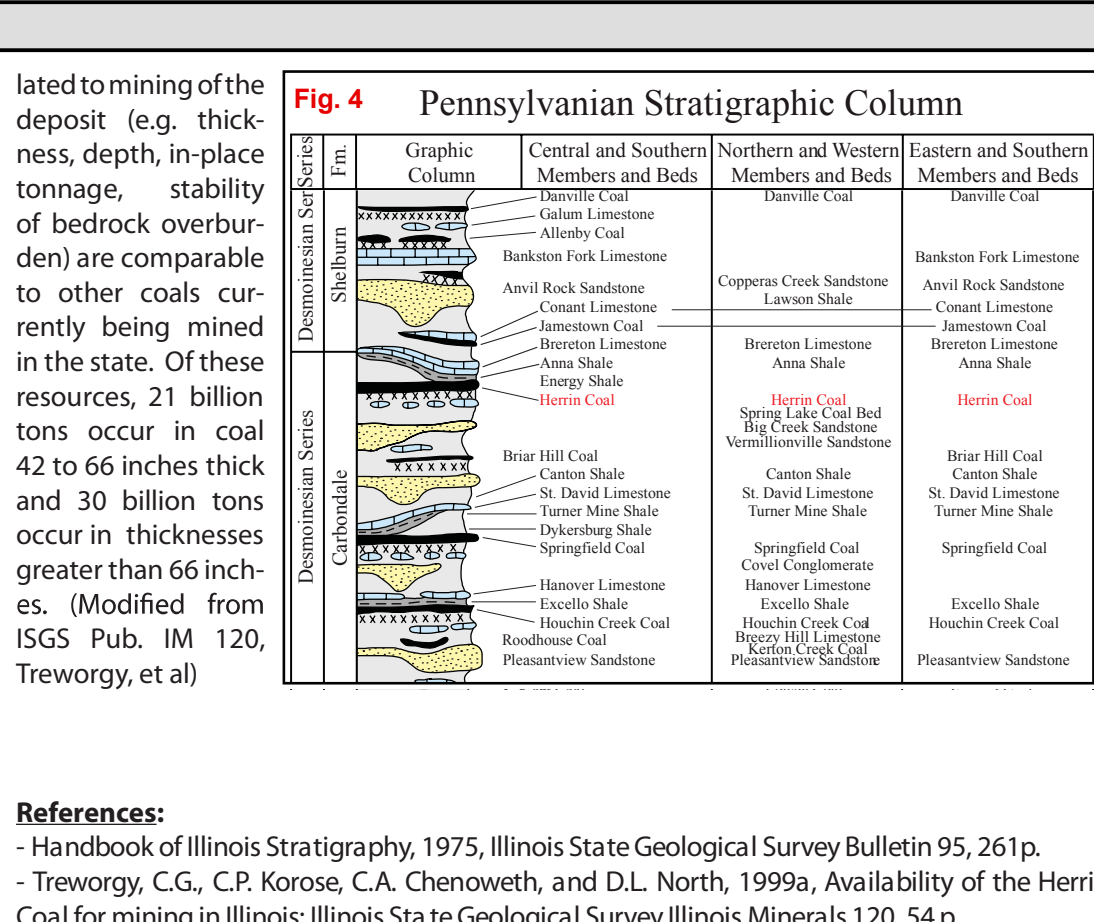 lated to mining of the
deposit (e.g. thick-
ness, depth, in-place
tonnage, stability
of bedrock overbur-
den) are comparable
to other coals cur-
rently being mined
in the state. Of these
resources, 21 billion
tons occur in coal
42 to 66 inches thick
and 30 billion tons
occur in thicknesses
greater than 66 inch-
es. (Modified from
ISGS Pub. IM 120,
Treworgy, et al)
Fig. 4 Pennsylvanian Stratigraphic Column
Series
Fm.
Graphic
Column
Central and Southern
Members and Beds
Northern and Western
Members and Beds
Eastern and Southern
Members and Beds
Desmoinesian Ser
Shelburn
Desmoinesian Series
Carbondale
Danville Coal
Galum Limestone
Allenby Coal
Bankston Fork Limestone
Anvil Rock Sandstone
Conant Limestone
Jamestown Coal
Brereton Limestone
Anna Shale
Energy Shale
Herrin Coal
Briar Hill Coal
Canton Shale
St. David Limestone
Turner Mine Shale
Dykersburg Shale
Springfield Coal
Hanover Limestone
Excello Shale
Houchin Creek Coal
Roodhouse Coal
Pleasantview Sandstone
Danville Coal
Copperas Creek Sandstone
Lawson Shale
Brereton Limestone
Anna Shale
Herrin Coal
Spring Lake Coal Bed
Big Creek Sandstone
Vermillionville Sandstone
Canton Shale
St. David Limestone
Turner Mine Shale
Springfield Coal
Covel Conglomerate
Hanover Limestone
Excello Shale
Houchin Creek Coal
Breezy Hill Limestone
Kerton Creek Coal
Pleasantview Sandstone
Danville Coal
Bankston Fork Limestone
Anvil Rock Sandstone
Conant Limestone
Jamestown Coal
Brereton Limestone
Anna Shale
Herrin Coal
Briar Hill Coal
Canton Shale
St. David Limestone
Turner Mine Shale
Springfield Coal
Excello Shale
Houchin Creek Coal
Pleasantview Sandstone
References:
- Handbook of Illinois Stratigraphy, 1975, Illinois State Geological Survey Bulletin 95, 261p.
- Treworgy, C.G., C.P. Korose, C.A. Chenoweth, and D.L. North, 1999a, Availability of the Herri
Coal for mining in Illinois: Illinois State Geological Survey Illinois Minerals 120, 54 p.